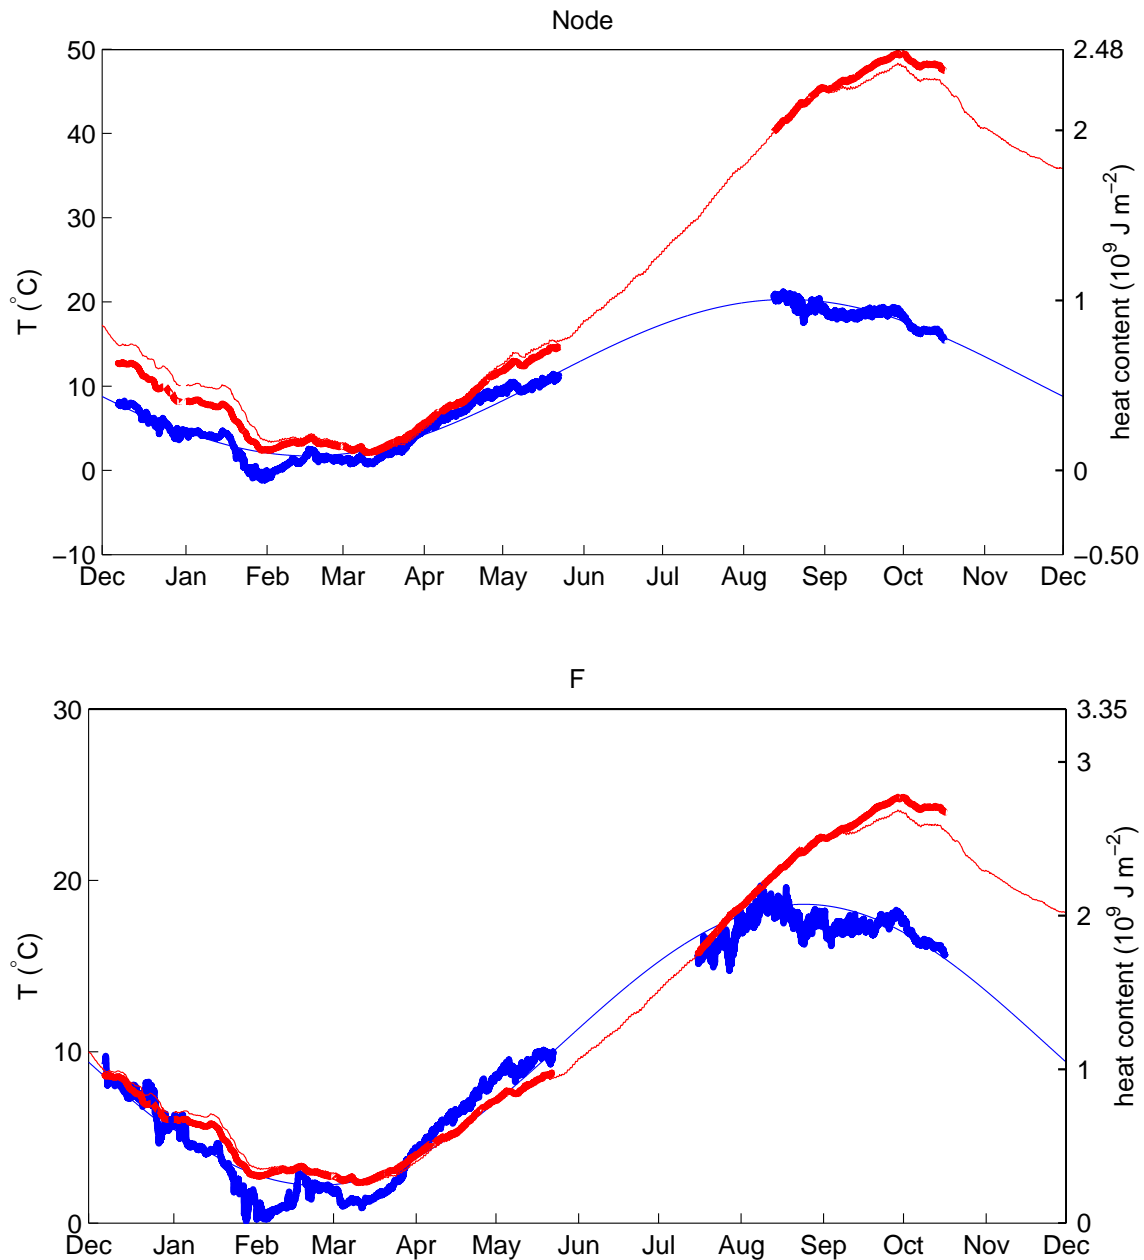 Node
50
40
30
20
10
0
−10
T (°C)
2.48
2
1
0
−0.50
heat content (10⁹ J m⁻²)
Dec Jan Feb Mar Apr May Jun Jul Aug Sep Oct Nov Dec
F
30
20
10
0
T (°C)
3.35
3
2
1
0
heat content (10⁹ J m⁻²)
Dec Jan Feb Mar Apr May Jun Jul Aug Sep Oct Nov Dec